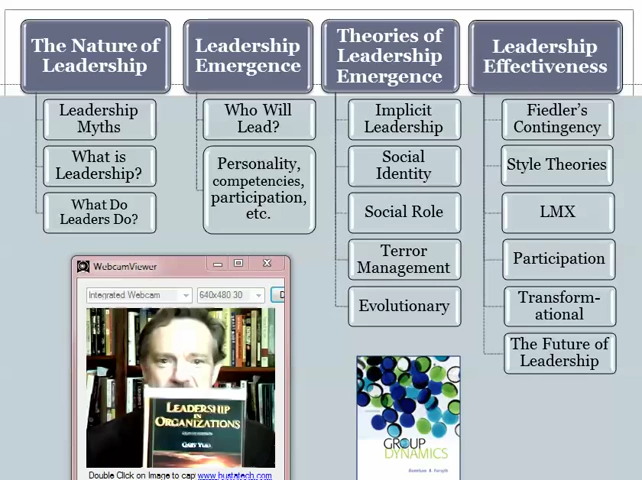 The Nature of
Leadership
Leadership
Myths
What is
Leadership?
What Do
Leaders Do?
Leadership
Emergence
Who Will
Lead?
Personality,
competencies,
participation,
etc.
Theories of
Leadership
Emergence
Implicit
Leadership
Social
Identity
Social Role
Terror
Management
Evolutionary
Leadership
Effectiveness
Fiedler's
Contingency
Style Theories
LMX
Participation
Transform-
ational
The Future of
Leadership
WebcamViewer
Integrated Webcam
640x480.30
LEADERSHIP
IN
ORGANIZATIONS
GARY YUKL
Double Click on Image to cap
GROUP
DYNAMICS